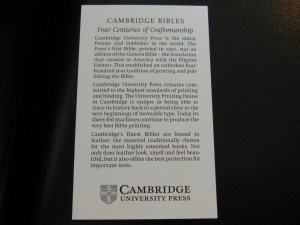 CAMBRIDGE BIBLES
Four Centuries of Craftsmanship
Cambridge University Press is the oldest
Printer and Publisher in the world. The
Press's first Bible, printed in 1591, was an
edition of the Geneva Bible – the translation
that crossed to America with the Pilgrim
Fathers. This established an unbroken four-
hundred year tradition of printing and pub-
lishing the Bible.
Cambridge University Press remains com-
mitted to the highest standards of printing
and binding. The University Printing House
in Cambridge is unique in being able to
trace its history back to a period close to the
very beginnings of moveable type. Today its
sheet-fed machines continue to produce the
very best Bible printing.
Cambridge's finest Bibles are bound in
leather: the material traditionally chosen
for the most highly esteemed books. Not
only does leather look, smell and feel beau-
tiful, but it also offers the best protection for
important texts.
CAMBRIDGE
UNIVERSITY PRESS